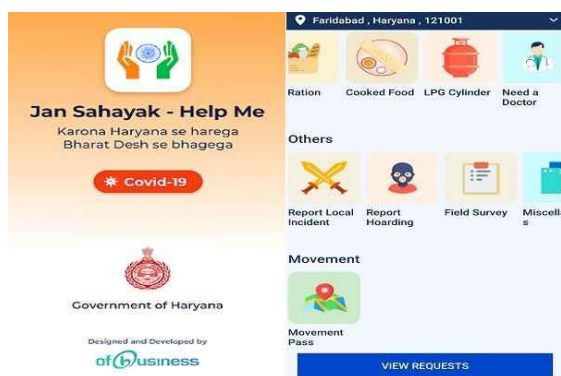 Jan Sahayak - Help Me
Karona Haryana se harega
Bharat Desh se bhagega
Covid-19
Government of Haryana
Designed and Developed by
ofbusiness
Faridabad , Haryana , 121001
Ration
Cooked Food
LPG Cylinder
Need a
Doctor
Others
Report Local
Incident
Report
Hoarding
Field Survey
Miscella
s
Movement
Movement
Pass
VIEW REQUESTS